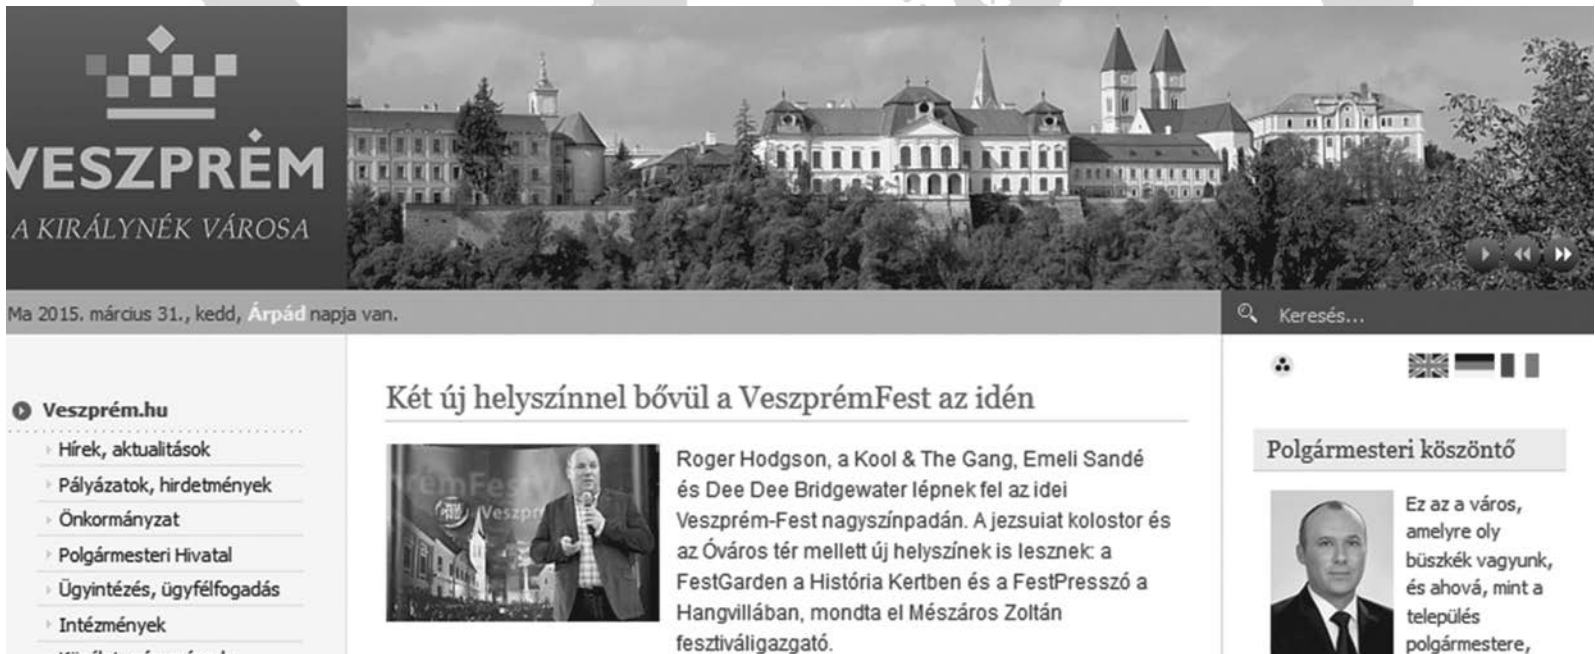 VESZPRÉM
A KIRÁLYNÉK VÁROSA
Ma 2015. március 31., kedd, Árpád napja van.
Keresés...
Veszprém.hu
Hírek, aktualitások
Pályázatok, hirdetmények
Önkormányzat
Polgármesteri Hivatal
Ügyintézés, ügyfélfogadás
Intézmények
Két új helyszínnel bővül a VeszprémFest az idén
Roger Hodgson, a Kool & The Gang, Emeli Sandé
és Dee Dee Bridgewater lépnek fel az idei
Veszprém-Fest nagyszínpadán. A jezsuiat kolostor és
az Óváros tér mellett új helyszínek is lesznek: a
FestGarden a História Kertben és a FestPresszó a
Hangvillában, mondta el Mészáros Zoltán
fesztiváligazgató.
Polgármesteri köszöntő
Ez az a város,
amelyre oly
büszkék vagyunk,
és ahová, mint a
település
polgármestere,